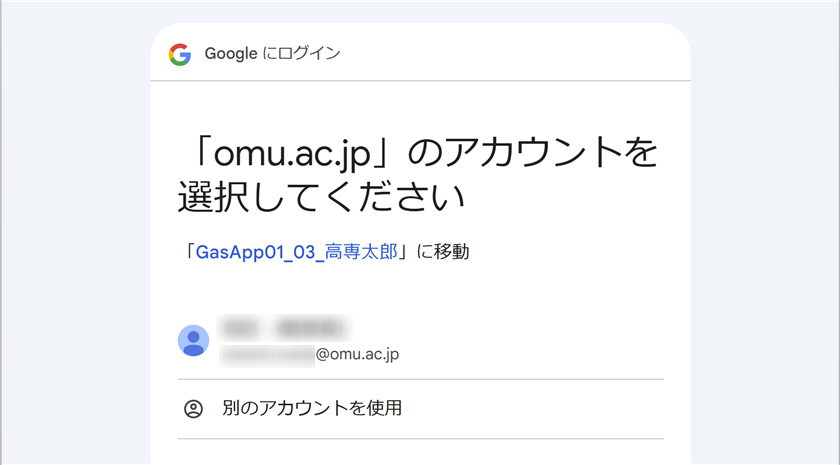 Google にログイン
「omu.ac.jp」のアカウントを
選択してください
「GasApp01_03_高専太郎」に移動
@omu.ac.jp
別のアカウントを使用